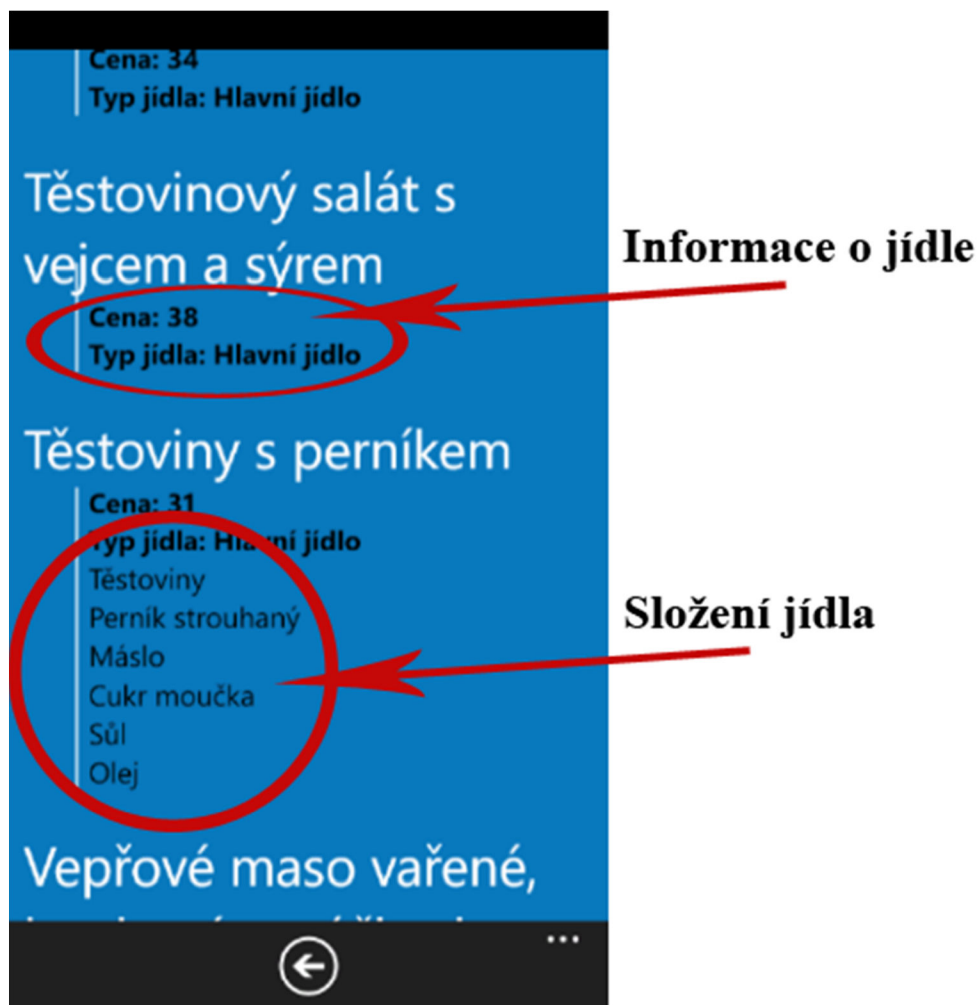 Cena: 34
Typ jídla: Hlavní jídlo
Těstovinový salát s
vejcem a sýrem
Informace o jídle
Cena: 38
Typ jídla: Hlavní jídlo
Těstoviny s perníkem
Cena: 31
Typ jídla: Hlavní jídlo
Těstoviny
Perník strouhaný
Složení jídla
Máslo
Cukr moučka
Sůl
Olej
Vepřové maso vařené,